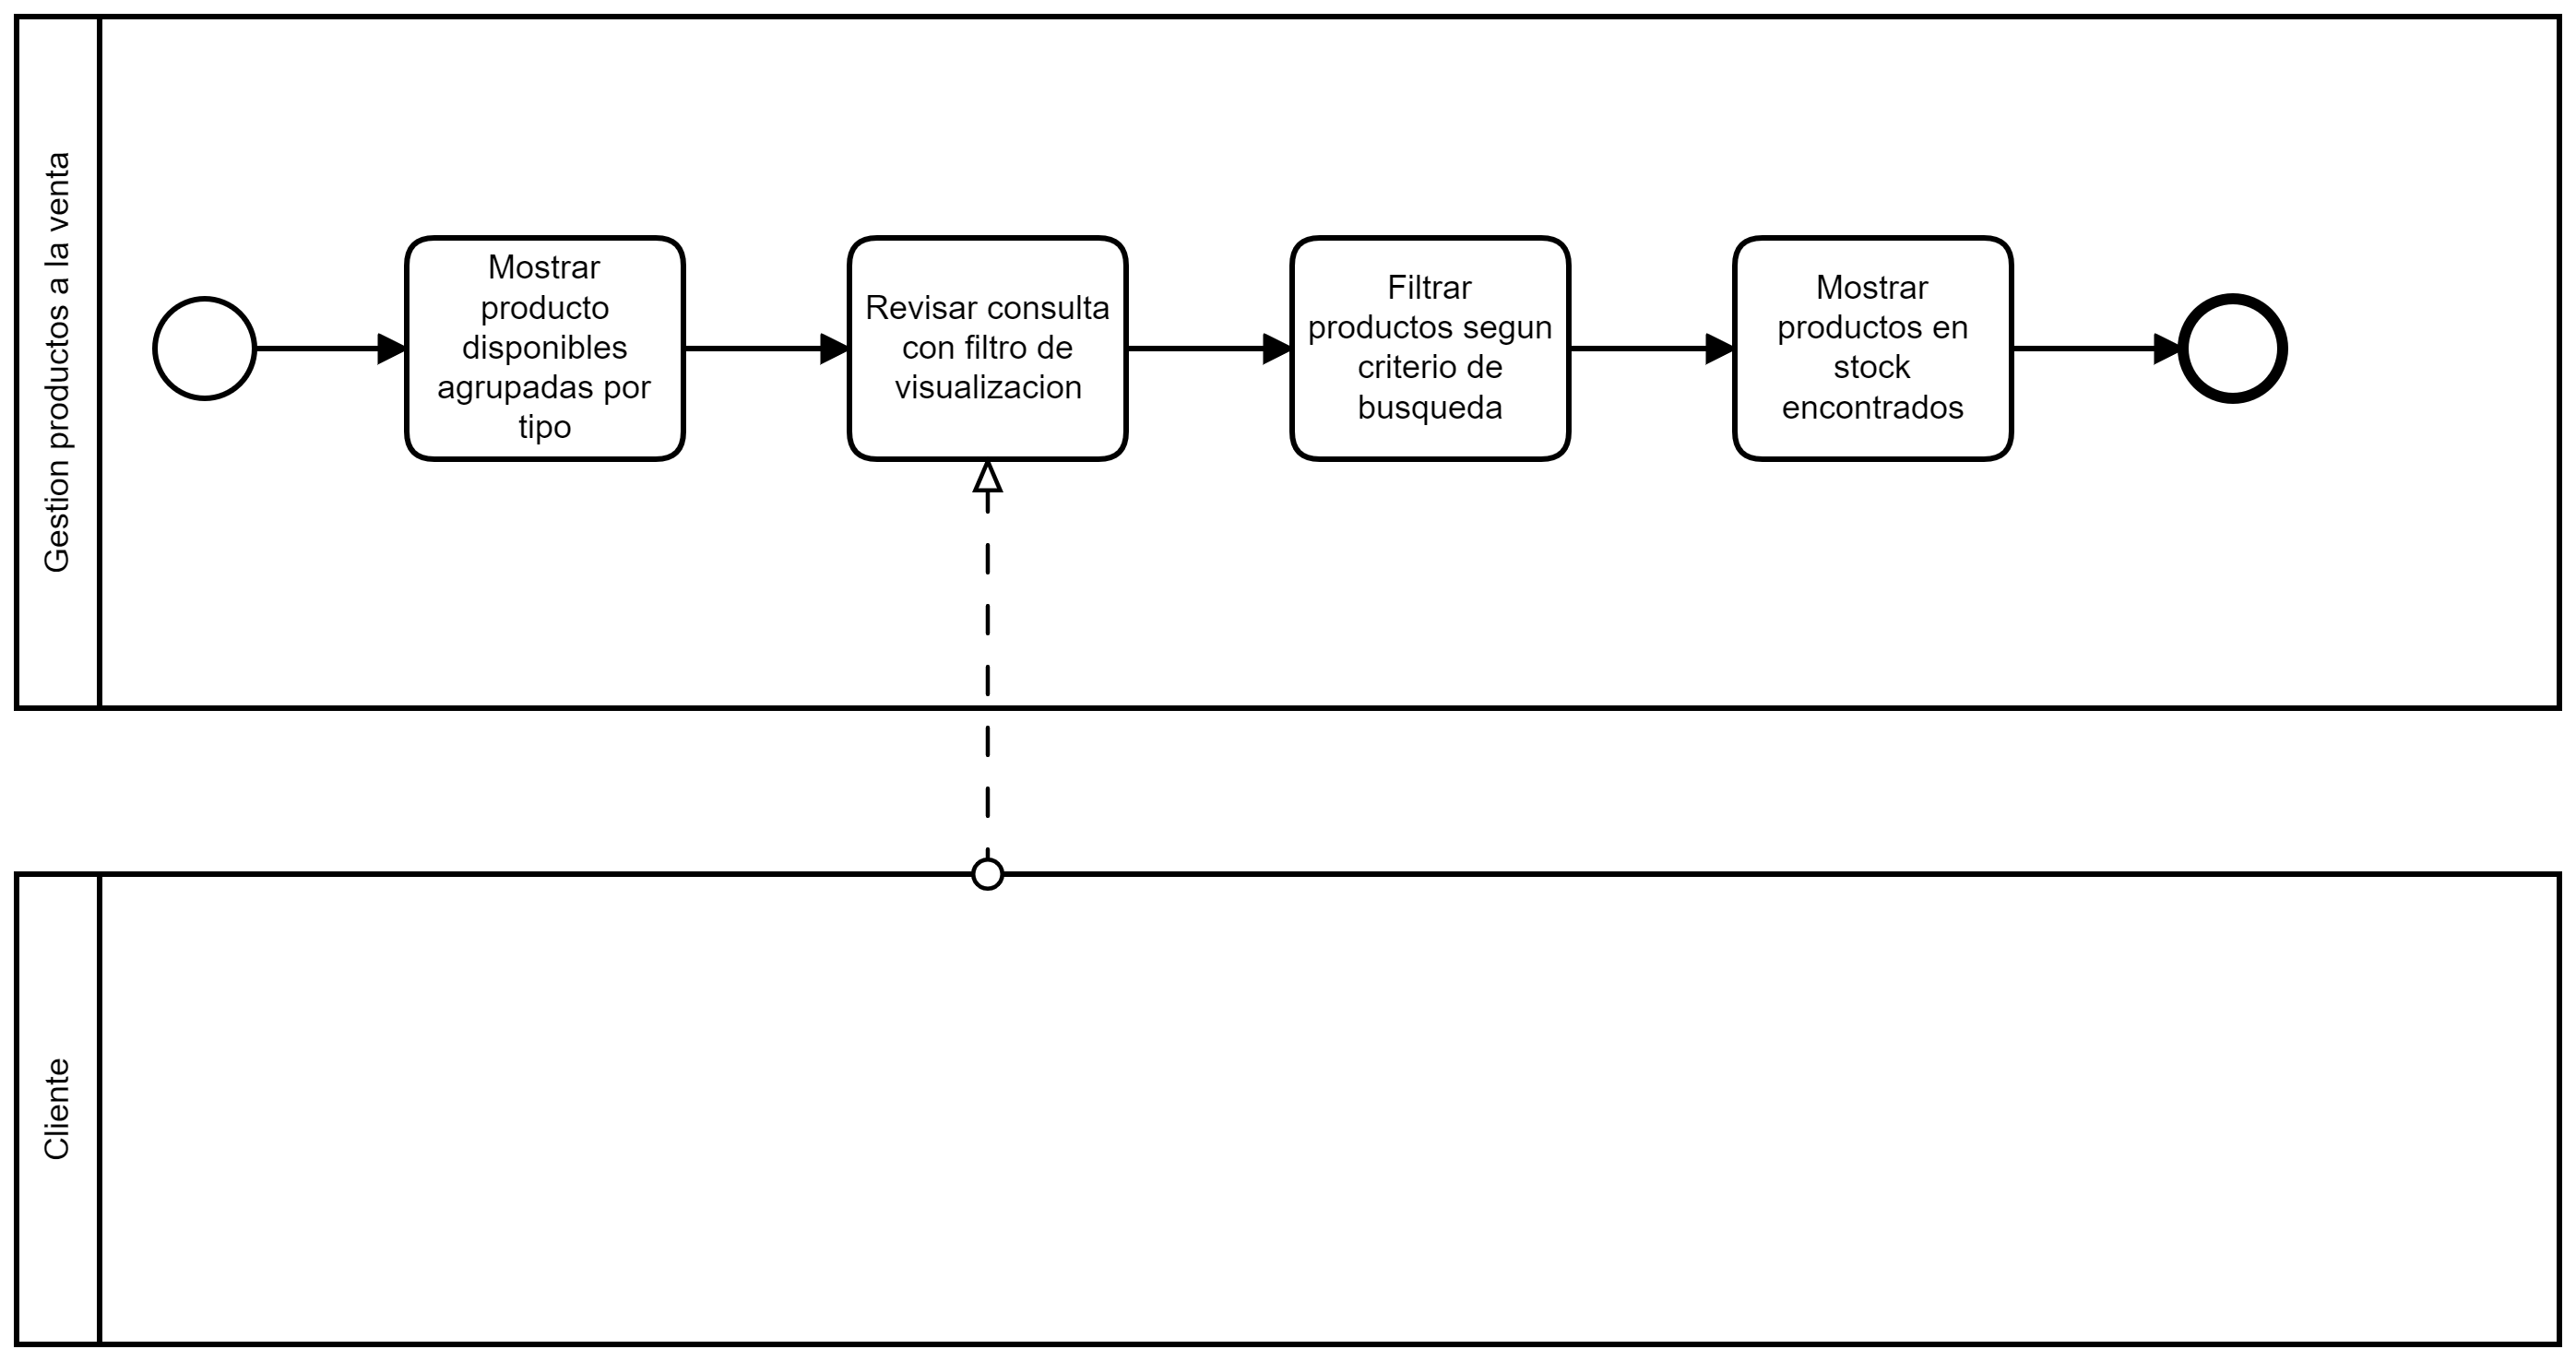 Gestion productos a la venta
Mostrar
producto
disponibles
agrupadas por
tipo
Revisar consulta
con filtro de
visualizacion
Filtrar
productos segun
criterio de
busqueda
Mostrar
productos en
stock
encontrados
Cliente